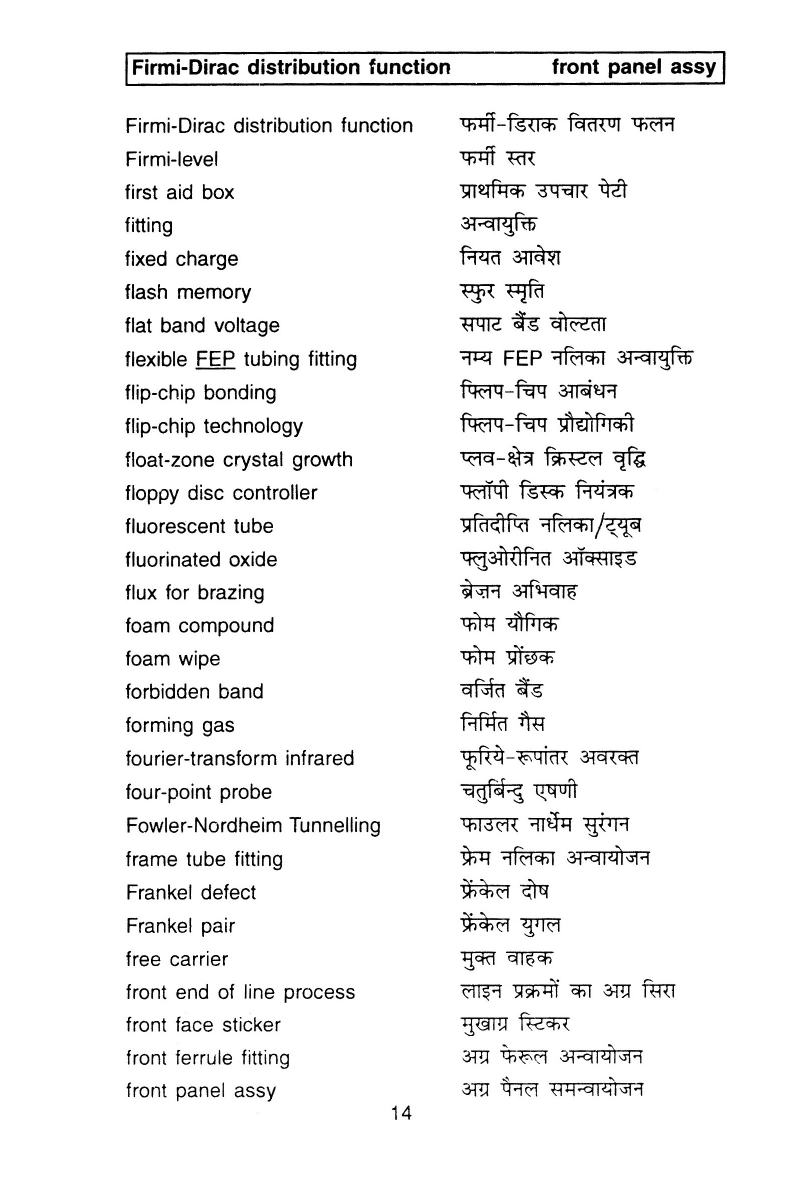 Firmi-Dirac distribution function front panel assy
Firmi-Dirac distribution function फर्मी-डिराक वितरण फलन
Firmi-level फर्मी स्तर
first aid box प्राथमिक उपचार पेटी
fitting अन्वायुक्ति
fixed charge नियत आवेश
flash memory स्फुर स्मृति
flat band voltage सपाट बैंड वोल्टता
flexible FEP tubing fitting नम्य FEP नलिका अन्वायुक्ति
flip-chip bonding फ्लिप-चिप आबंधन
flip-chip technology फ्लिप-चिप प्रौद्योगिकी
float-zone crystal growth प्लव-क्षेत्र क्रिस्टल वृद्धि
floppy disc controller फ्लॉपी डिस्क नियंत्रक
fluorescent tube प्रतिदीप्ति नलिका/ट्यूब
fluorinated oxide फ्लुओरीनित ऑक्साइड
flux for brazing ब्रेज़न अभिवाह
foam compound फोम यौगिक
foam wipe फोम प्रोंछक
forbidden band वर्जित बैंड
forming gas निर्मित गैस
fourier-transform infrared फूरिये-रूपांतर अवरक्त
four-point probe चतुर्बिन्दु एषणी
Fowler-Nordheim Tunnelling फाउलर नार्धेम सुरंगन
frame tube fitting फ्रेम नलिका अन्वायोजन
Frankel defect फ्रेंकेल दोष
Frankel pair फ्रेंकेल युगल
free carrier मुक्त वाहक
front end of line process लाइन प्रक्रमों का अग्र सिरा
front face sticker मुखाग्र स्टिकर
front ferrule fitting अग्र फेरूल अन्वायोजन
front panel assy अग्र पैनल समन्वायोजन
14